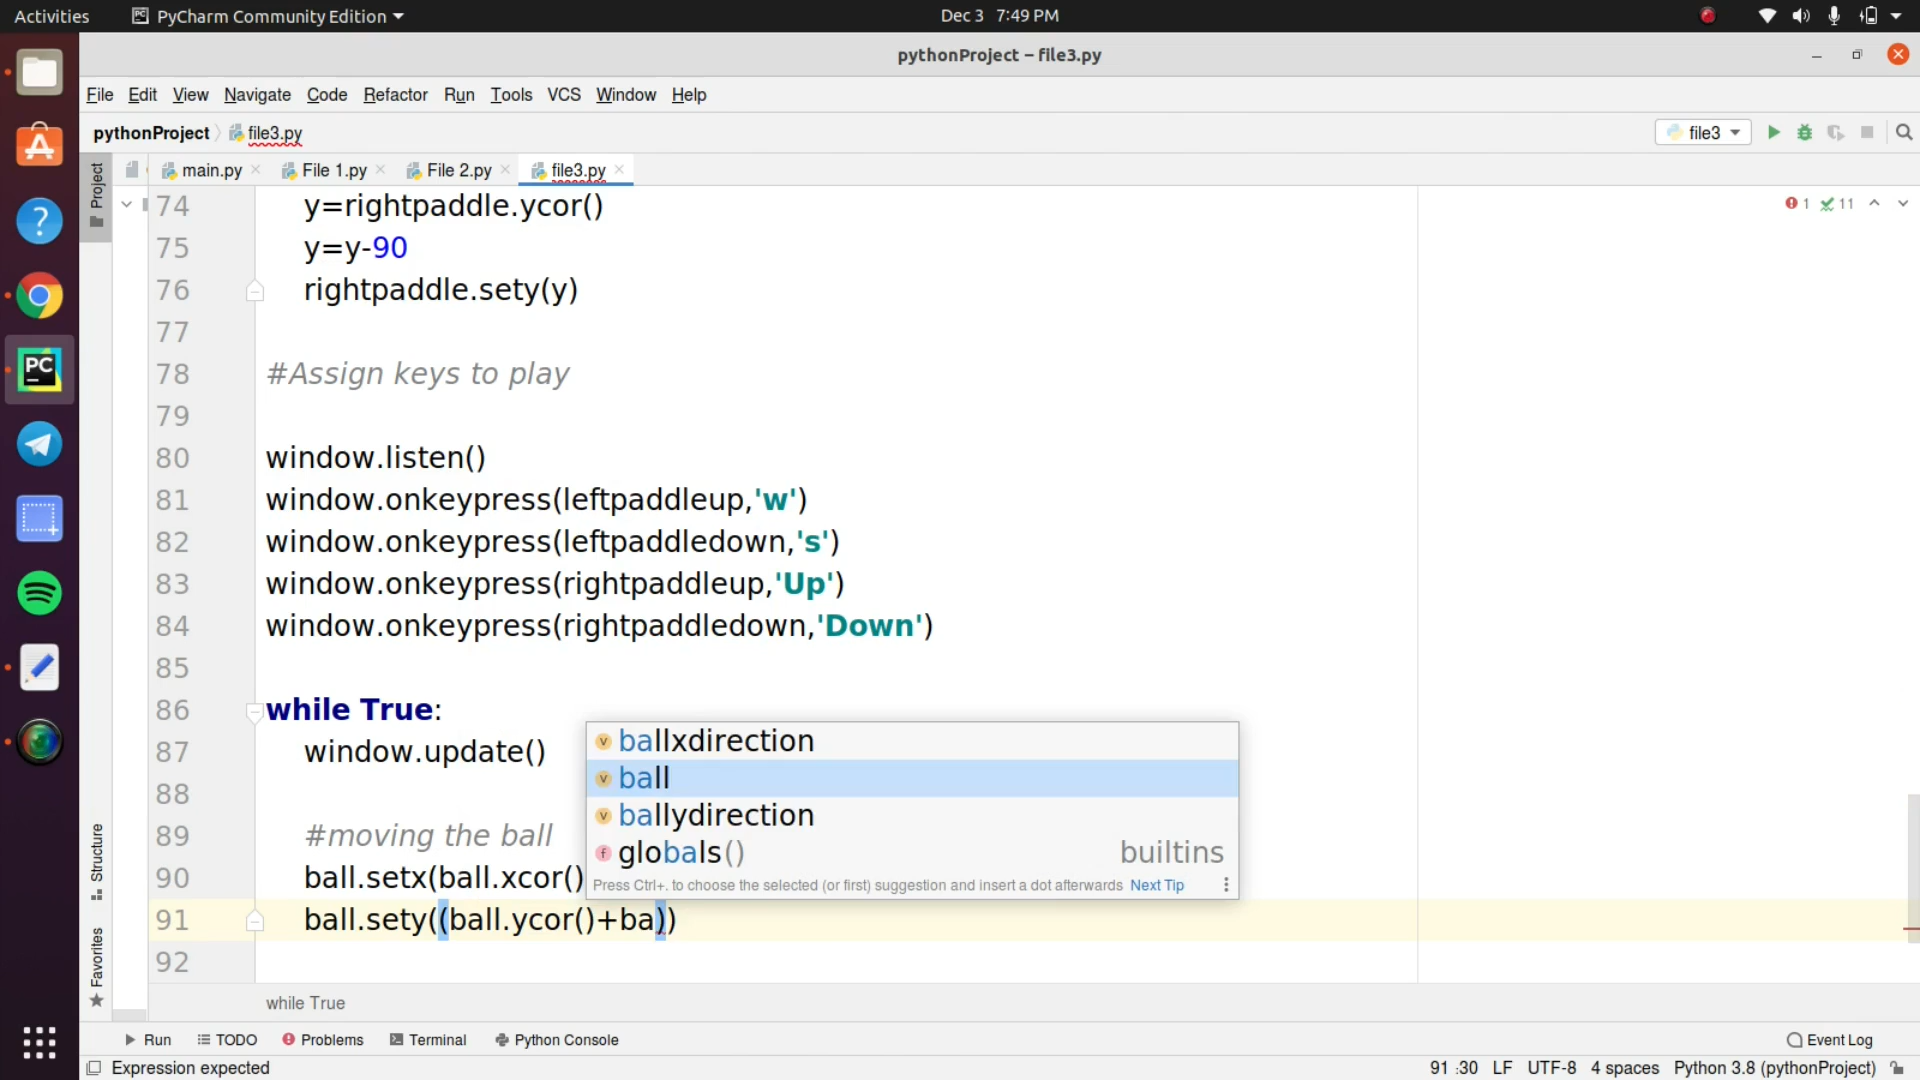 Activities PyCharm Community Edition Dec 3 7:49 PM
pythonProject – file3.py
File Edit View Navigate Code Refactor Run Tools VCS Window Help
pythonProject file3.py file3
main.py File 1.py File 2.py file3.py
Project
74 y=rightpaddle.ycor() 1 11
75 y=y-90
76 rightpaddle.sety(y)
77
78 #Assign keys to play
79
80 window.listen()
81 window.onkeypress(leftpaddleup,'w')
82 window.onkeypress(leftpaddledown,'s')
83 window.onkeypress(rightpaddleup,'Up')
84 window.onkeypress(rightpaddledown,'Down')
85
86 while True:
87 window.update()
88
89 #moving the ball
90 ball.setx(ball.xcor()
91 ball.sety((ball.ycor()+ba))
92
ballxdirection
ball
ballydirection
globals() builtins
Press Ctrl+. to choose the selected (or first) suggestion and insert a dot afterwards Next Tip
Structure
Favorites
while True
Run TODO Problems Terminal Python Console Event Log
Expression expected 91:30 LF UTF-8 4 spaces Python 3.8 (pythonProject)